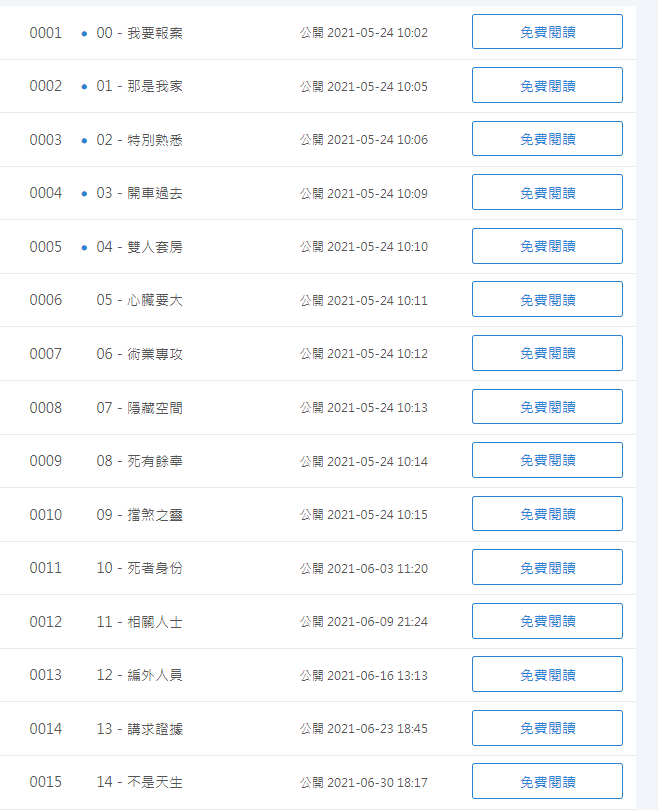 0001 • 00 - 我要報案 公開 2021-05-24 10:02 免費閱讀
0002 • 01 - 那是我家 公開 2021-05-24 10:05 免費閱讀
0003 • 02 - 特別熟悉 公開 2021-05-24 10:06 免費閱讀
0004 • 03 - 開車過去 公開 2021-05-24 10:09 免費閱讀
0005 • 04 - 雙人套房 公開 2021-05-24 10:10 免費閱讀
0006 05 - 心臟要大 公開 2021-05-24 10:11 免費閱讀
0007 06 - 術業專攻 公開 2021-05-24 10:12 免費閱讀
0008 07 - 隱藏空間 公開 2021-05-24 10:13 免費閱讀
0009 08 - 死有餘辜 公開 2021-05-24 10:14 免費閱讀
0010 09 - 擋煞之靈 公開 2021-05-24 10:15 免費閱讀
0011 10 - 死者身份 公開 2021-06-03 11:20 免費閱讀
0012 11 - 相關人士 公開 2021-06-09 21:24 免費閱讀
0013 12 - 編外人員 公開 2021-06-16 13:13 免費閱讀
0014 13 - 講求證據 公開 2021-06-23 18:45 免費閱讀
0015 14 - 不是天生 公開 2021-06-30 18:17 免費閱讀